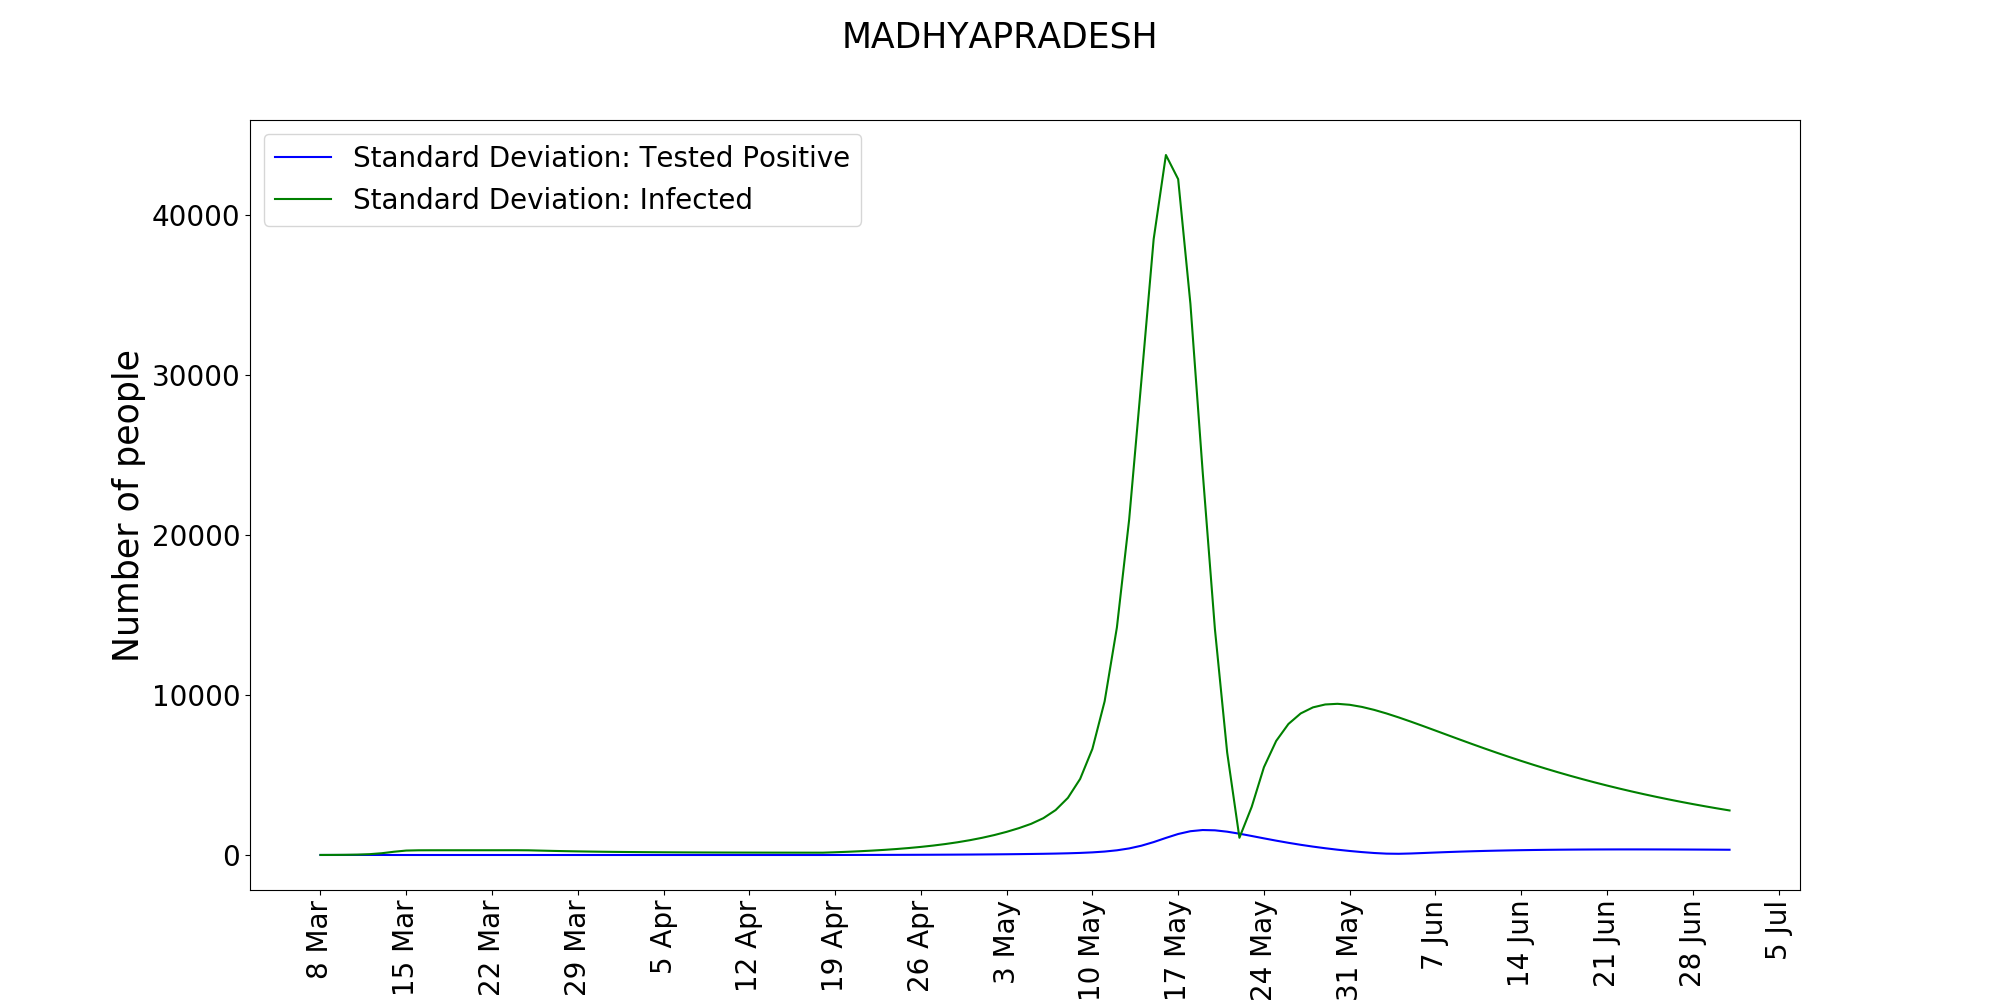 MADHYAPRADESH
Standard Deviation: Tested Positive
Standard Deviation: Infected
Number of people
40000
30000
20000
10000
0
8 Mar
15 Mar
22 Mar
29 Mar
5 Apr
12 Apr
19 Apr
26 Apr
3 May
10 May
17 May
24 May
31 May
7 Jun
14 Jun
21 Jun
28 Jun
5 Jul